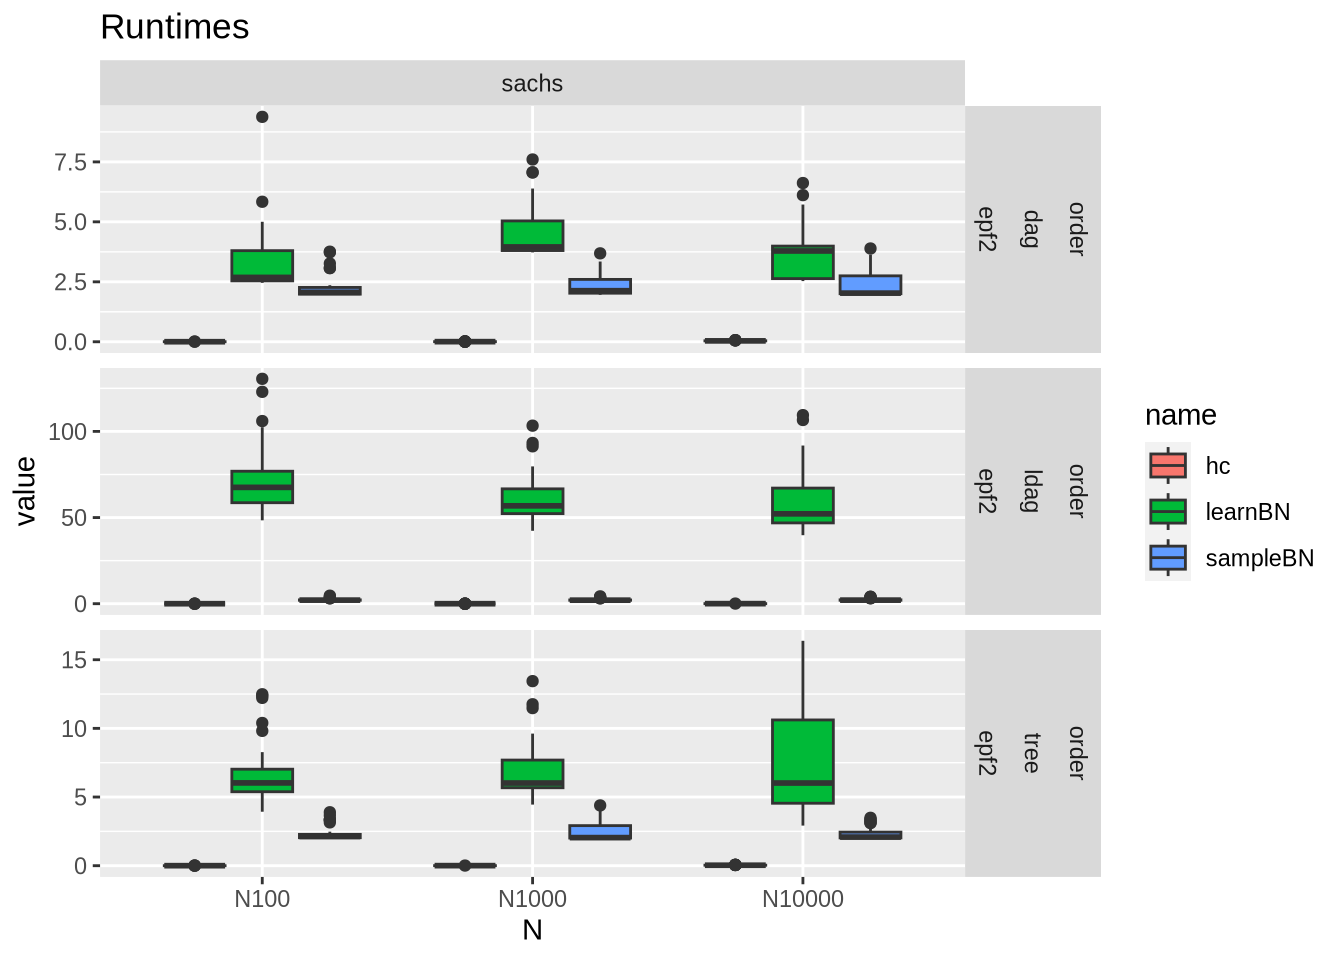 Runtimes
sachs
7.5
5.0
2.5
0.0
epf2
dag
order
100
50
0
epf2
ldag
order
15
10
5
0
epf2
tree
order
value
N100
N1000
N10000
N
name
hc
learnBN
sampleBN